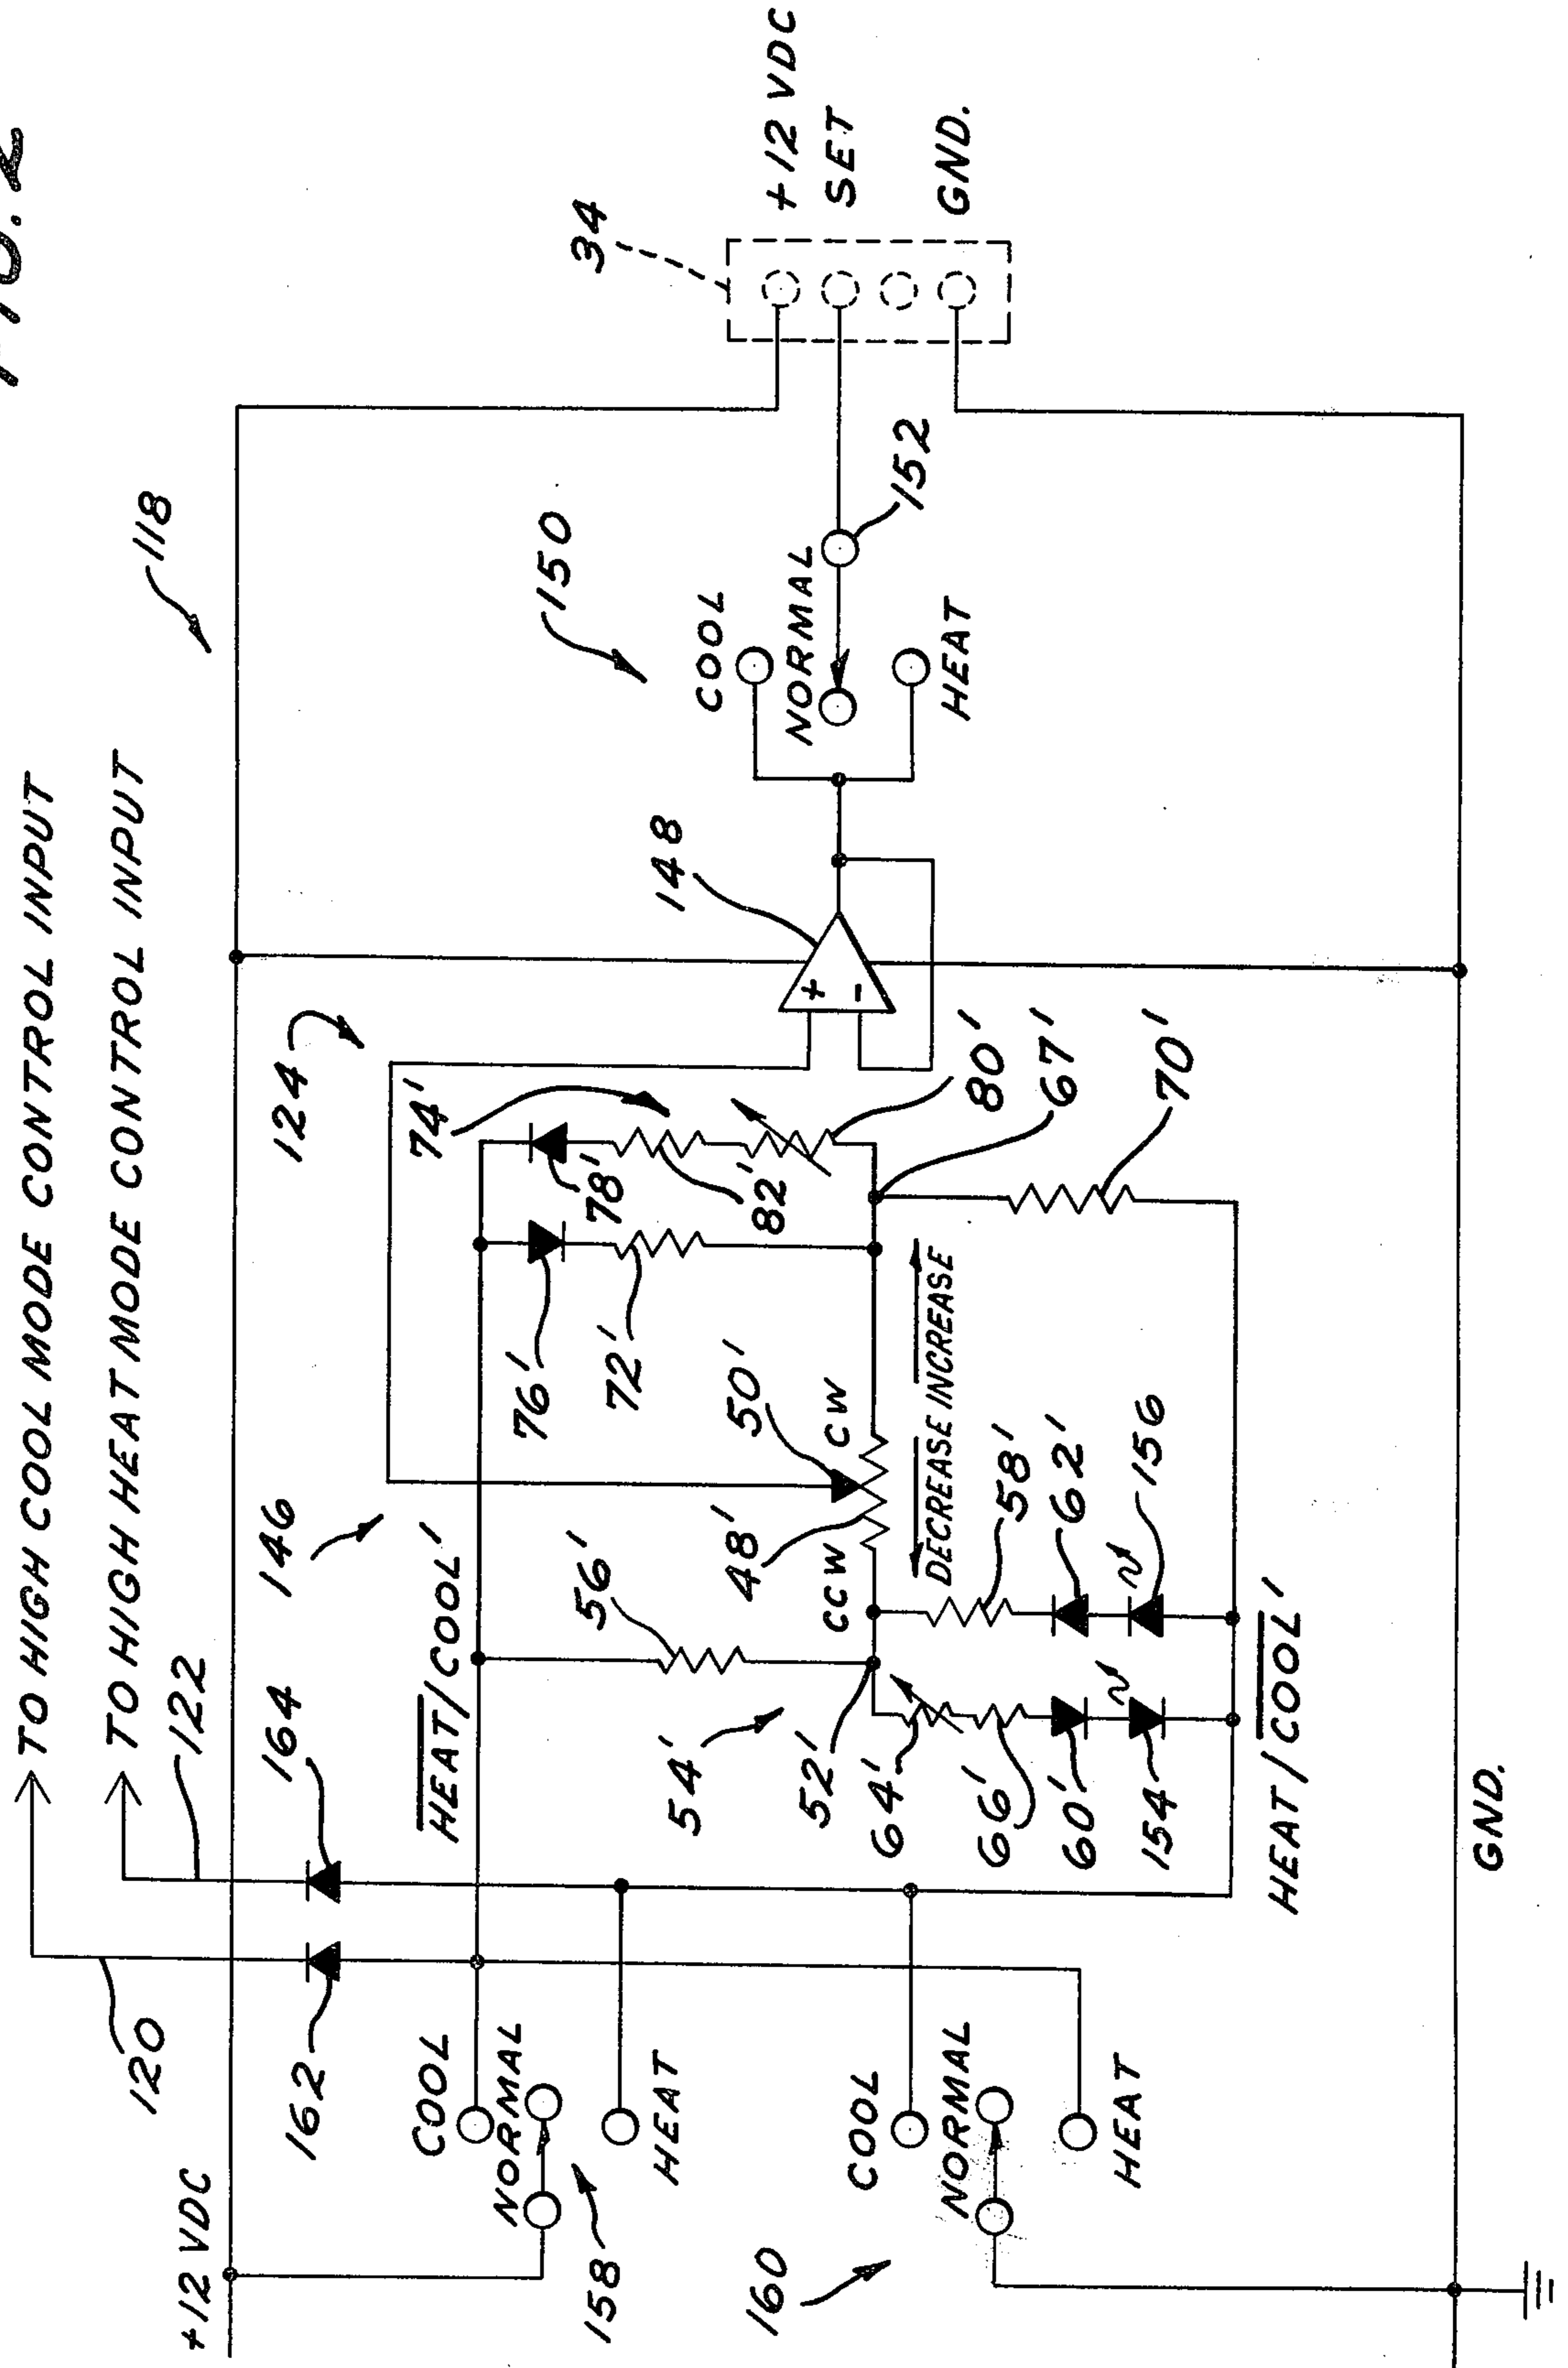 FIG. 2
TO HIGH COOL MODE CONTROL INPUT
TO HIGH HEAT MODE CONTROL INPUT
120
122
162
164
118
+12 VDC
124
146
HEAT/COOL'
74'
78'
76'
72'
82'
80'
67'
70'
56'
54'
52'
48'
50'
CCW
CW
DECREASE INCREASE
64'
66'
60'
154
58'
62'
156
HEAT/COOL'
148
150
COOL
NORMAL
HEAT
152
34
+12 VDC
SET
GND.
COOL
NORMAL
HEAT
158
COOL
NORMAL
HEAT
160
GND.